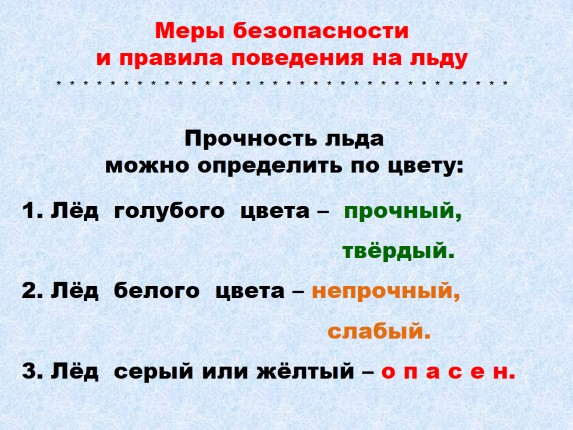 Меры безопасности
и правила поведения на льду
* * * * * * * * * * * * * * * * * * * * * * * * * * * * * * * * * *
Прочность льда
можно определить по цвету:
1. Лёд голубого цвета – прочный,
твёрдый.
2. Лёд белого цвета – непрочный,
слабый.
3. Лёд серый или жёлтый – о п а с е н.